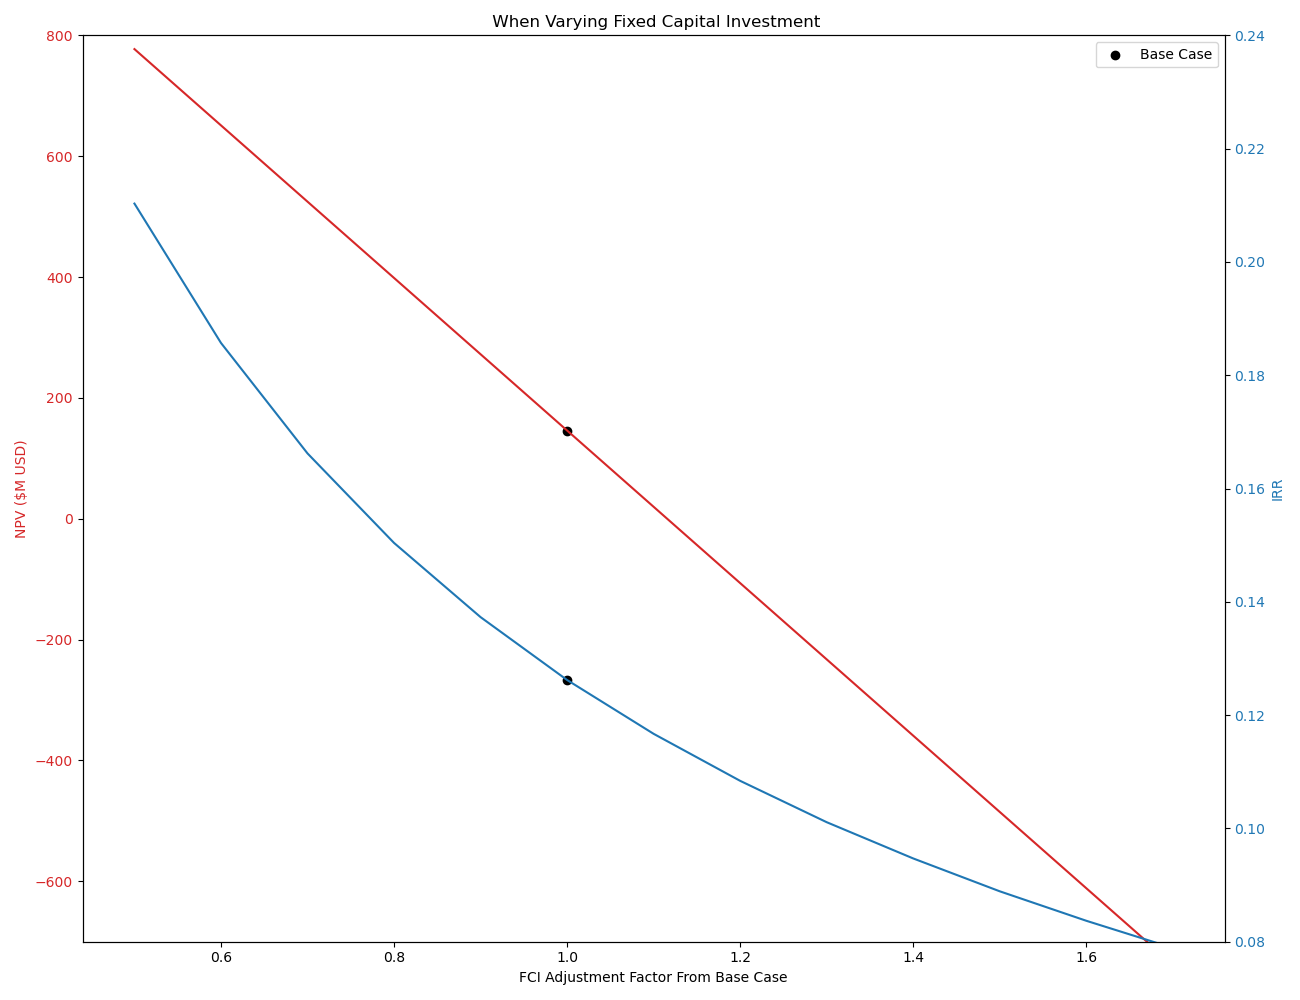 When Varying Fixed Capital Investment
Base Case
800
600
400
200
0
−200
−400
−600
NPV ($M USD)
0.24
0.22
0.20
0.18
0.16
0.14
0.12
0.10
0.08
IRR
0.6 0.8 1.0 1.2 1.4 1.6
FCI Adjustment Factor From Base Case